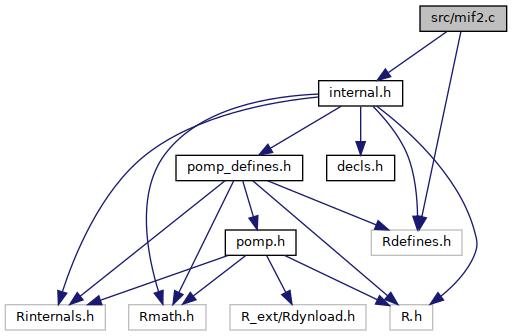 src/mif2.c
internal.h
pomp_defines.h
decls.h
pomp.h
Rdefines.h
Rinternals.h
Rmath.h
R_ext/Rdynload.h
R.h